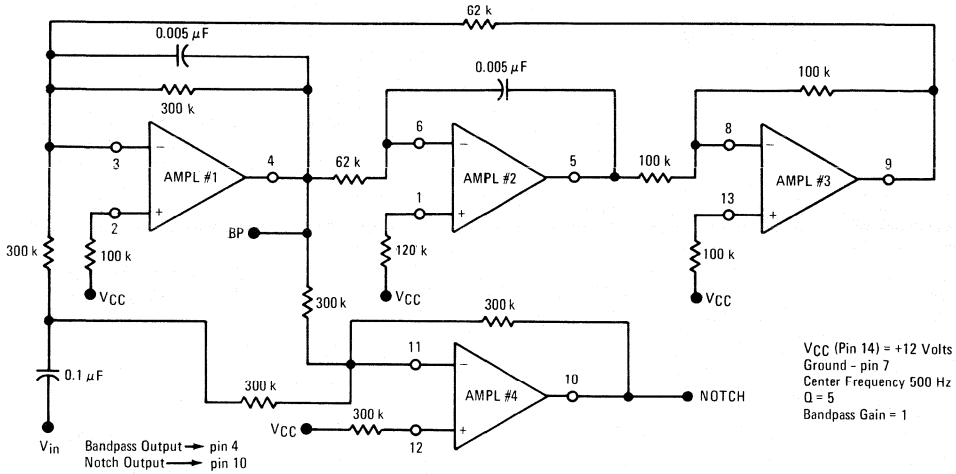 62 k
0.005 µF
300 k
0.005 µF
100 k
3
2
AMPL #1
4
62 k
6
1
AMPL #2
5
100 k
8
13
AMPL #3
9
- +
- +
- +
300 k
100 k
VCC
BP
120 k
VCC
100 k
VCC
300 k
300 k
0.1 µF
300 k
11
12
- +
AMPL #4
10
NOTCH
VCC
300 k
Vin
Bandpass Output → pin 4
Notch Output → pin 10
VCC (Pin 14) = +12 Volts
Ground - pin 7
Center Frequency 500 Hz
Q = 5
Bandpass Gain = 1